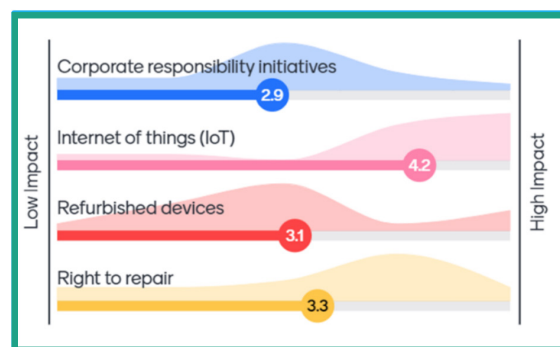 Corporate responsibility initiatives
2.9
Internet of things (IoT)
4.2
Refurbished devices
3.1
Right to repair
3.3
Low Impact
High Impact